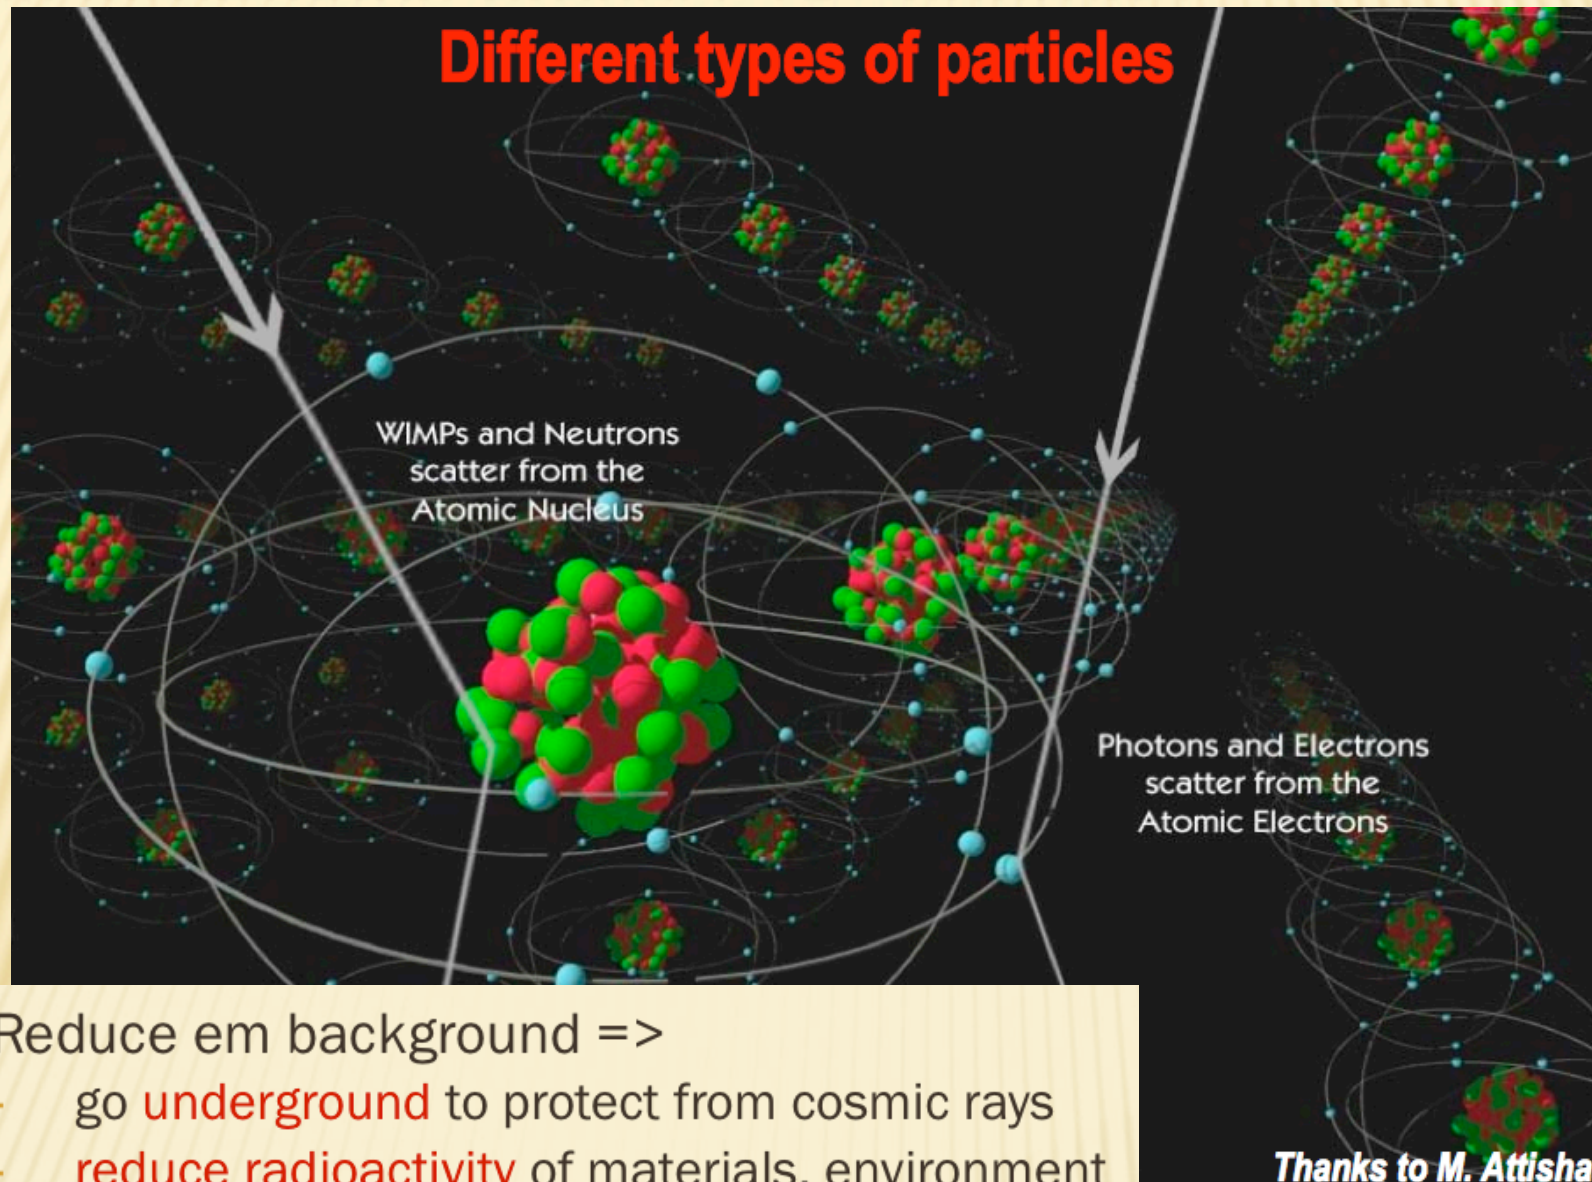 Different types of particles
WIMPs and Neutrons
scatter from the
Atomic Nucleus
Photons and Electrons
scatter from the
Atomic Electrons
Reduce em background =>
go underground to protect from cosmic rays
reduce radioactivity of materials, environment
Thanks to M. Attisha